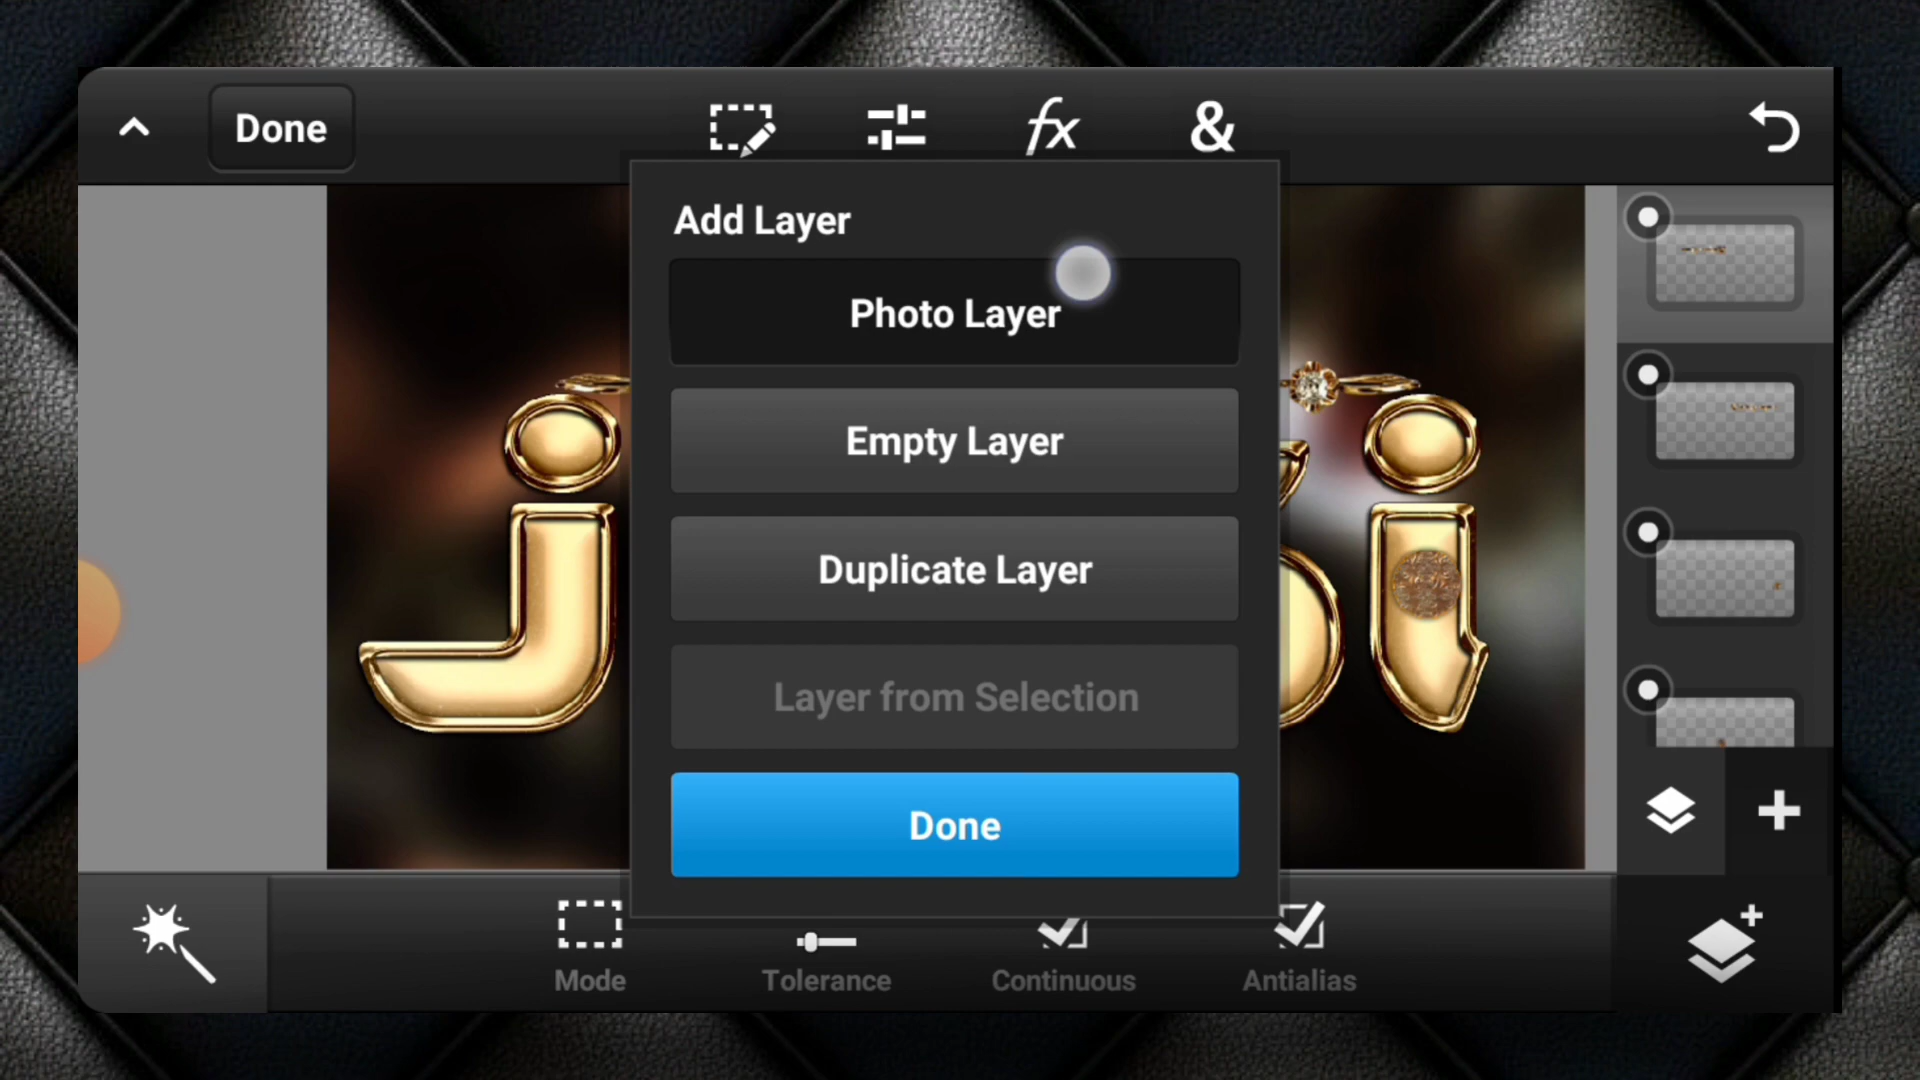 Done
fx
&
Add Layer
Photo Layer
Empty Layer
Duplicate Layer
Layer from Selection
Done
Mode
Tolerance
Continuous
Antialias